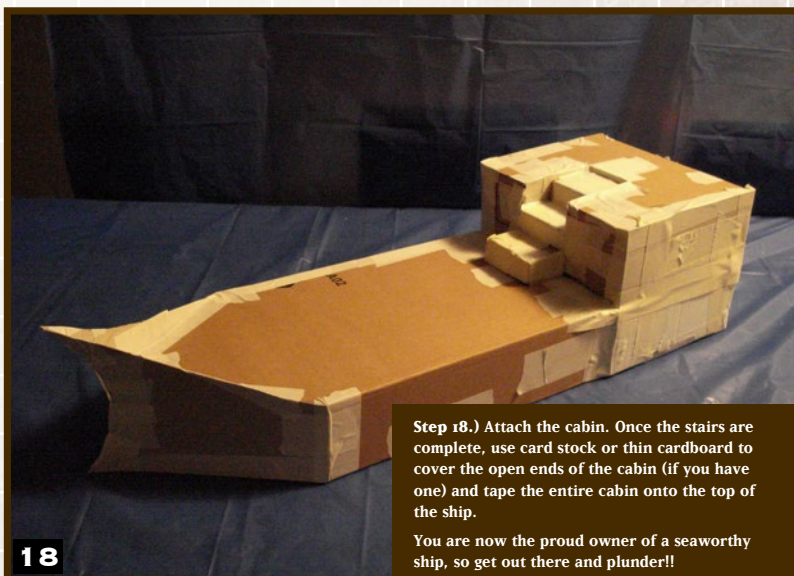 Step 18.) Attach the cabin. Once the stairs are
complete, use card stock or thin cardboard to
cover the open ends of the cabin (if you have
one) and tape the entire cabin onto the top of
the ship.
You are now the proud owner of a seaworthy
ship, so get out there and plunder!!
18